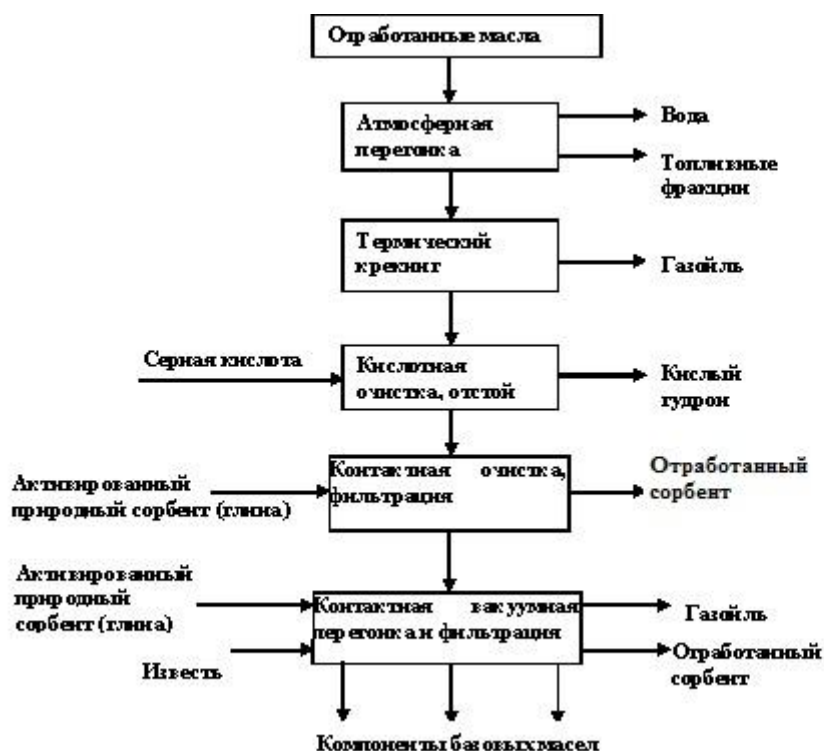 Отработанные масла
Атмосферная
перегонка
Вода
Топливные
фракции
Термический
крекинг
Газойль
Серная кислота
Кислотная
очистка, отстой
Кислый
гудрон
Активированный
природный сорбент (глина)
Контактная очистка,
фильтрация
Отработанный
сорбент
Активированный
природный
сорбент (глина)
Известь
Контактная вакуумная
перегонка и фильтрация
Газойль
Отработанный
сорбент
Компоненты базовых масел